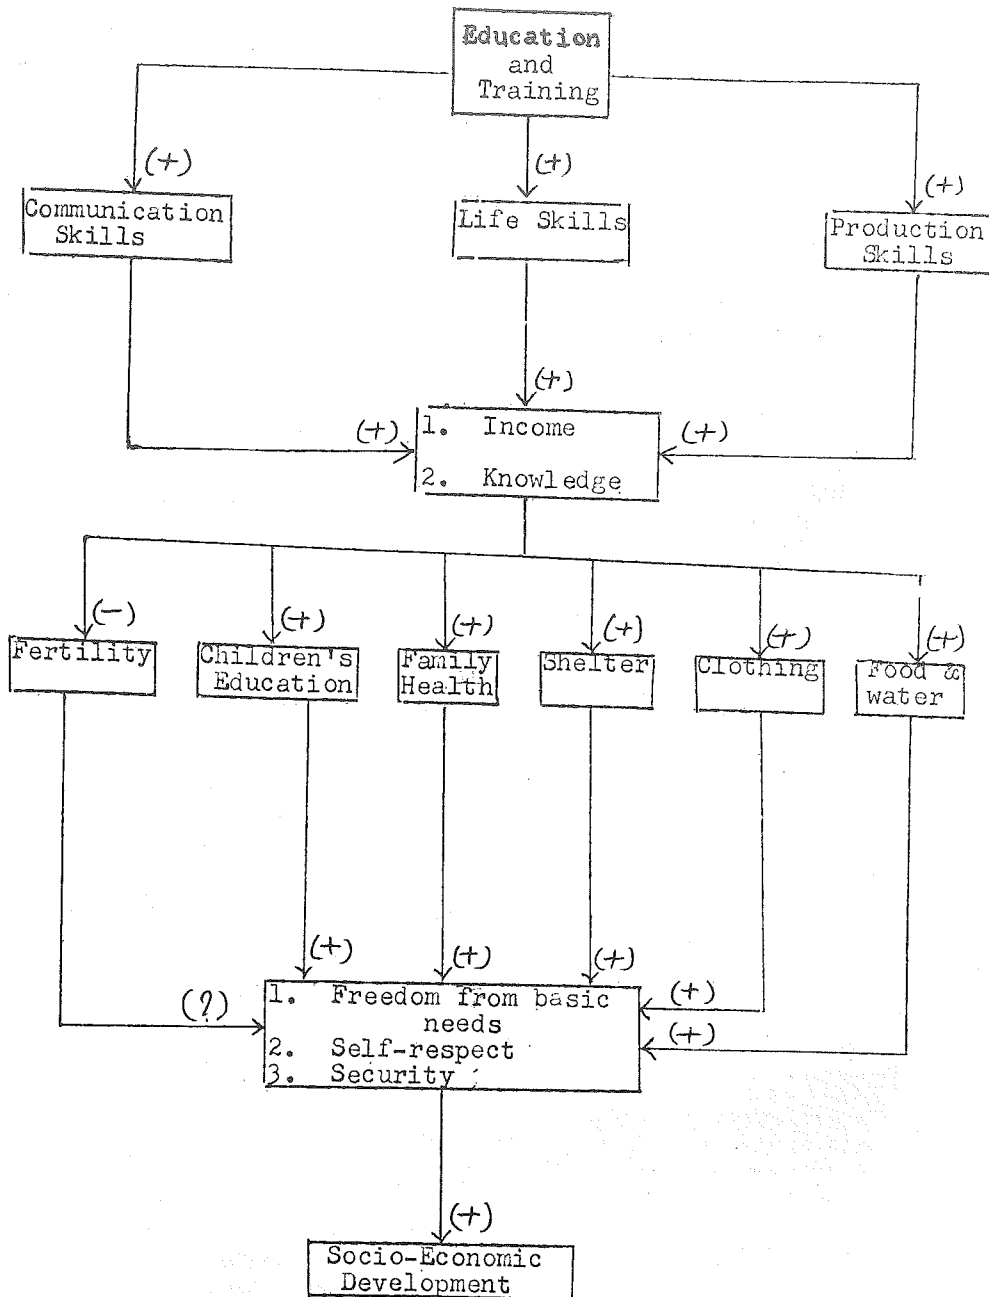 Education
and
Training
(+)
(+)
(+)
Communication
Skills
Life Skills
Production
Skills
(+)
(+)
(+)
1. Income
2. Knowledge
(-)
(+)
(+)
(+)
(+)
(+)
Fertility
Children's
Education
Family
Health
Shelter
Clothing
Food &
water
(+)
(+)
(+)
(?)
(+)
(+)
1. Freedom from basic
needs
2. Self-respect
3. Security
(+)
Socio-Economic
Development